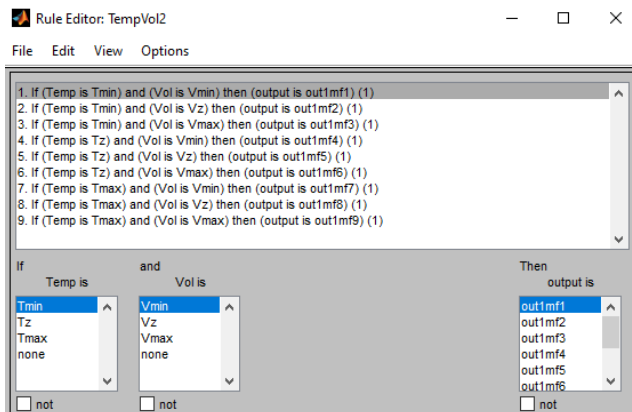 Rule Editor: TempVol2
File Edit View Options
1. If (Temp is Tmin) and (Vol is Vmin) then (output is out1mf1) (1)
2. If (Temp is Tmin) and (Vol is Vz) then (output is out1mf2) (1)
3. If (Temp is Tmin) and (Vol is Vmax) then (output is out1mf3) (1)
4. If (Temp is Tz) and (Vol is Vmin) then (output is out1mf4) (1)
5. If (Temp is Tz) and (Vol is Vz) then (output is out1mf5) (1)
6. If (Temp is Tz) and (Vol is Vmax) then (output is out1mf6) (1)
7. If (Temp is Tmax) and (Vol is Vmin) then (output is out1mf7) (1)
8. If (Temp is Tmax) and (Vol is Vz) then (output is out1mf8) (1)
9. If (Temp is Tmax) and (Vol is Vmax) then (output is out1mf9) (1)
If and Then
Temp is Vol is output is
Tmin Vmin out1mf1
Tz Vz out1mf2
Tmax Vmax out1mf3
none none out1mf4
out1mf5
out1mf6
not not not